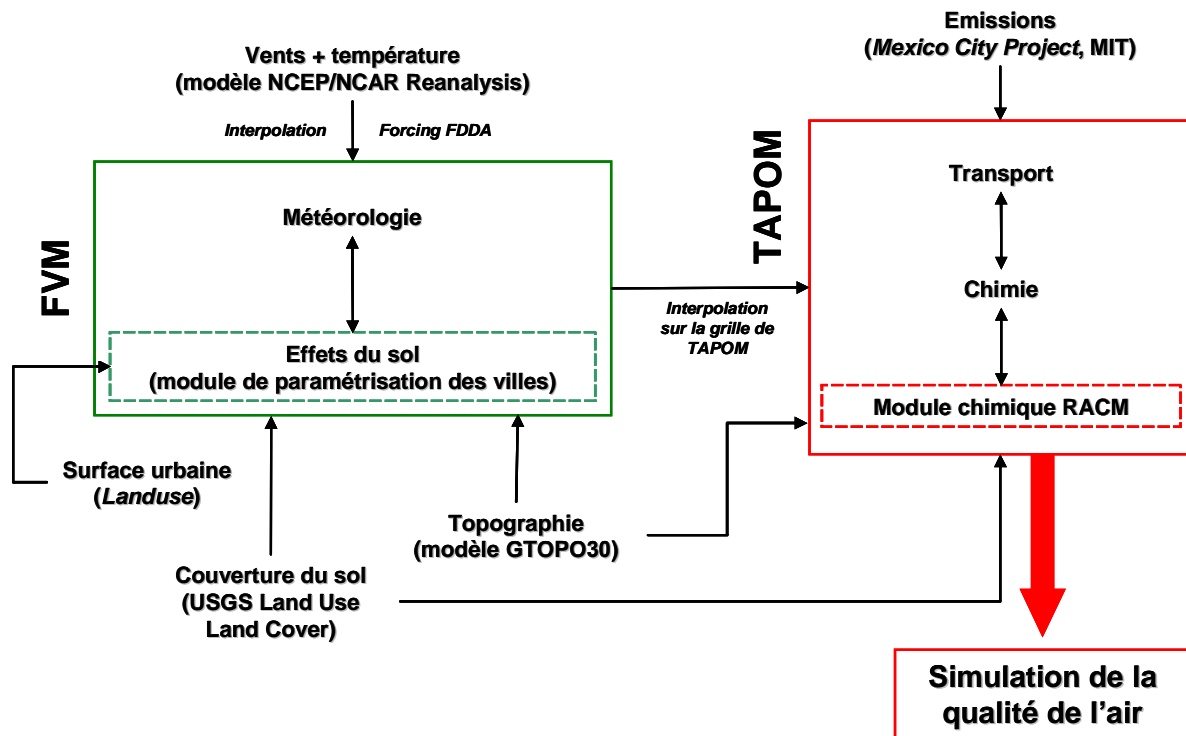 Vents + température
(modèle NCEP/NCAR Reanalysis)
Interpolation
Forcing FDDA
FVM
Météorologie
Effets du sol
(module de paramétrisation des villes)
Surface urbaine
(Landuse)
Couverture du sol
(USGS Land Use
Land Cover)
Topographie
(modèle GTOPO30)
Interpolation
sur la grille de
TAPOM
Emissions
(Mexico City Project, MIT)
TAPOM
Transport
Chimie
Module chimique RACM
Simulation de la
qualité de l’air